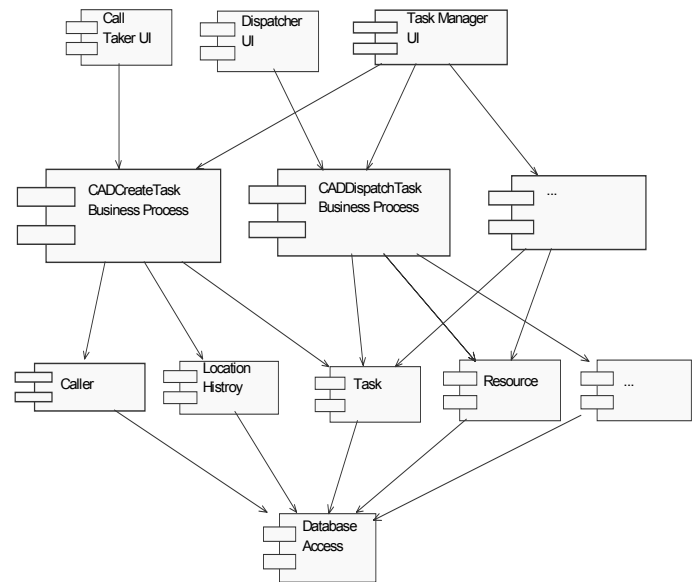 Call
Taker UI
Dispatcher
UI
Task Manager
UI
CADCreateTask
Business Process
CADDispatchTask
Business Process
...
Caller
Location
Histroy
Task
Resource
...
Database
Access